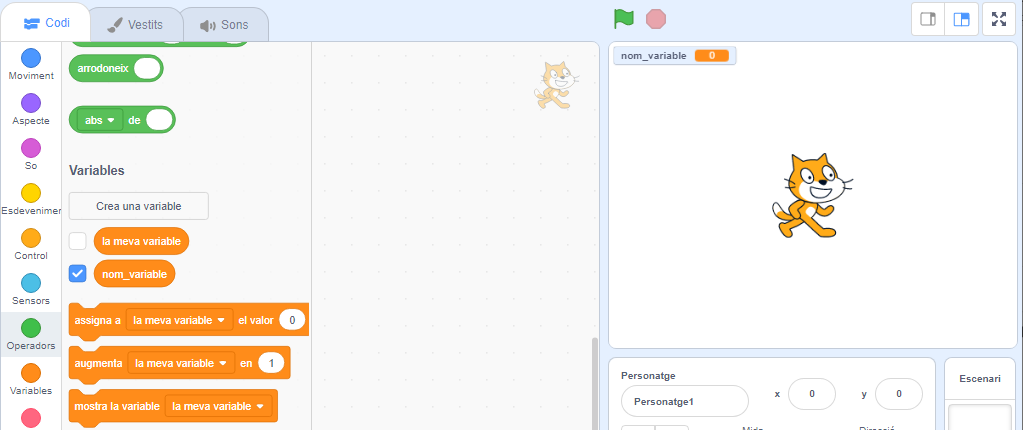 Codi
Vestits
Sons
Moviment
Aspecte
So
Esdevenimer
Control
Sensors
Operadors
Variables
arrodoneix
abs de
Variables
Crea una variable
la meva variable
nom_variable
assigna a la meva variable el valor 0
augmenta la meva variable en 1
mostra la variable la meva variable
nom_variable 0
Personatge
Personatge1
x 0
y 0
Mida
Direcció
Escenari